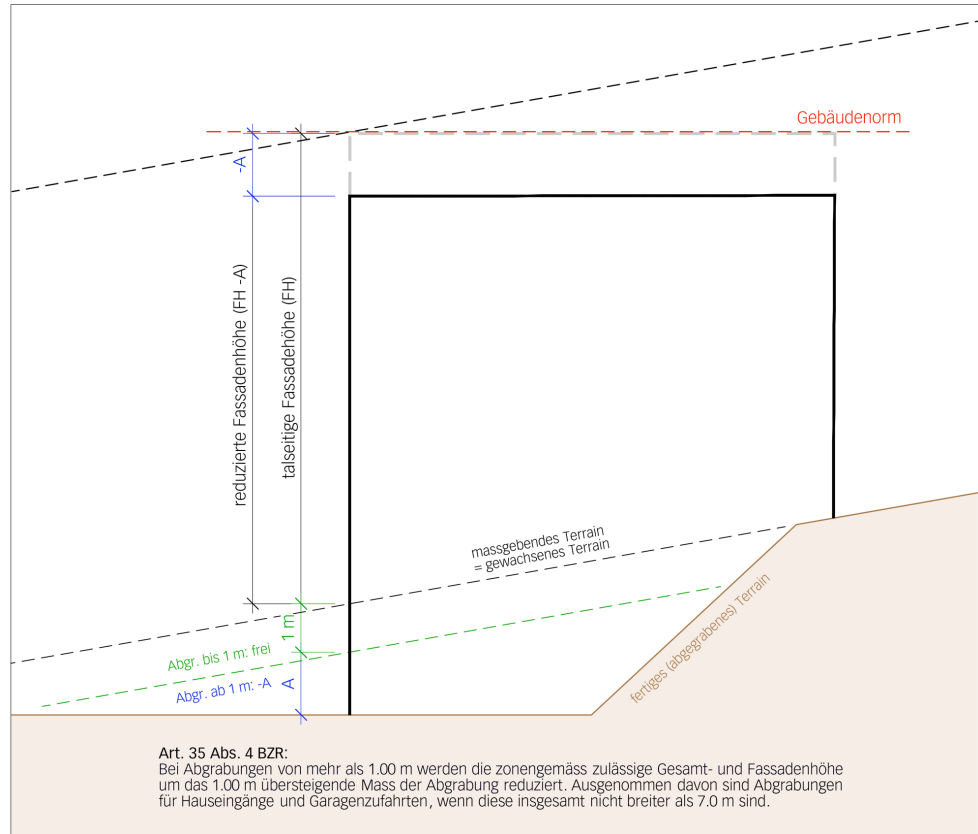 Gebäudenorm
-A
reduzierte Fassadenhöhe (FH -A)
talseitige Fassadehöhe (FH)
massgebendes Terrain
= gewachsenes Terrain
1 m
Abgr. bis 1 m: frei
Abgr. ab 1 m: -A
A
fertiges (abgegrabenes) Terrain
Art. 35 Abs. 4 BZR:
Bei Abgrabungen von mehr als 1.00 m werden die zonengemäss zulässige Gesamt- und Fassadenhöhe
um das 1.00 m übersteigende Mass der Abgrabung reduziert. Ausgenommen davon sind Abgrabungen
für Hauseingänge und Garagenzufahrten, wenn diese insgesamt nicht breiter als 7.0 m sind.